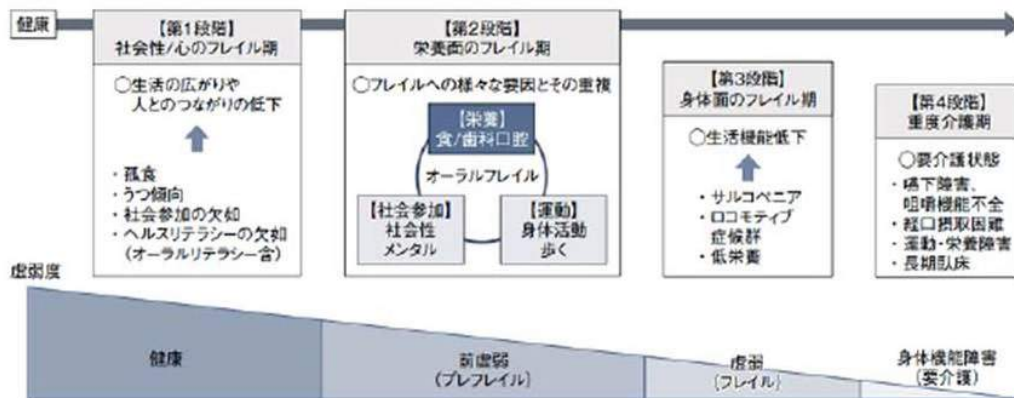 健康
【第1段階】
社会性/心のフレイル期
○生活の広がりや
人とのつながりの低下
・孤食
・うつ傾向
・社会参加の欠如
・ヘルスリテラシーの欠如
(オーラルリテラシー含)
【第2段階】
栄養面のフレイル期
○フレイルへの様々な要因とその重複
【栄養】
食/歯科口腔
オーラルフレイル
【社会参加】
社会性
メンタル
【運動】
身体活動
歩く
【第3段階】
身体面のフレイル期
○生活機能低下
・サルコペニア
・ロコモティブ
症候群
・低栄養
【第4段階】
重度介護期
○要介護状態
・嚥下障害、
咀嚼機能不全
・経口摂取困難
・運動・栄養障害
・長期臥床
虚弱度
健康
前虚弱
(プレフレイル)
虚弱
(フレイル)
身体機能障害
(要介護)